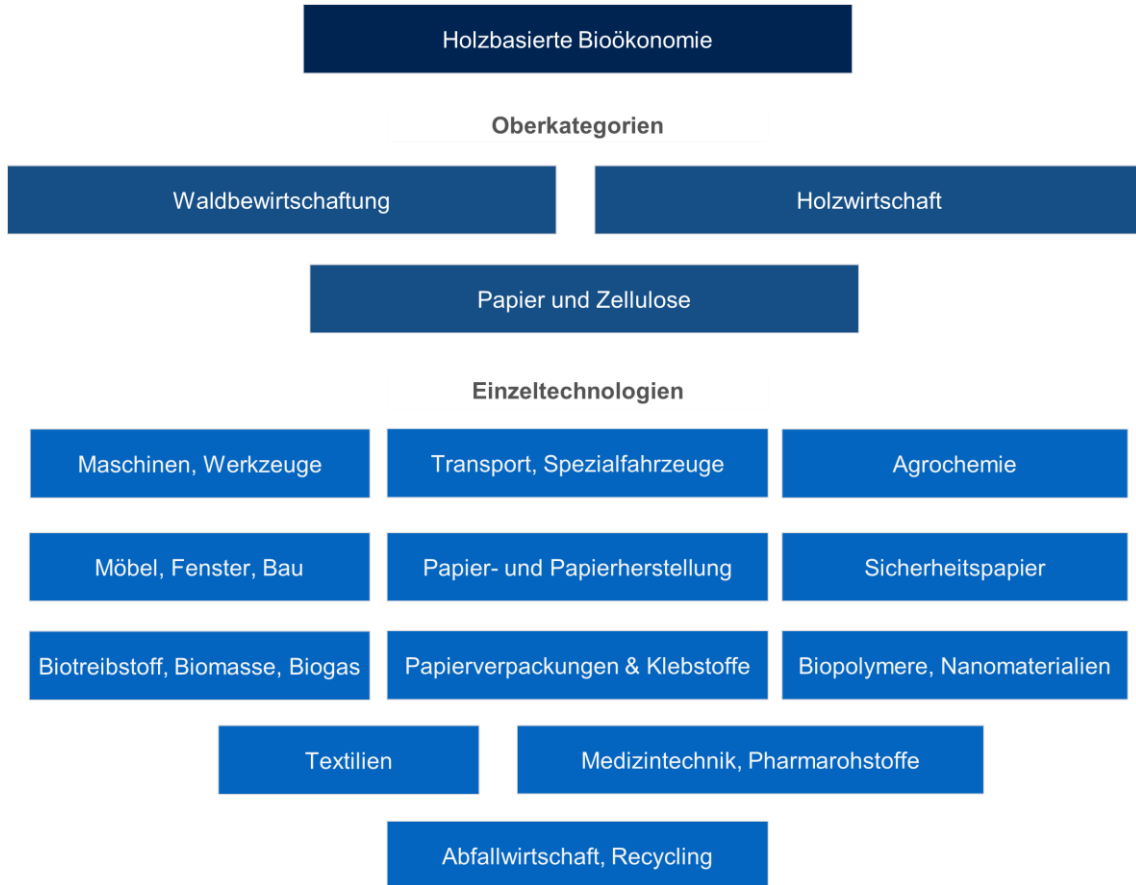 Holzbasierte Bioökonomie
Oberkategorien
Waldbewirtschaftung
Holzwirtschaft
Papier und Zellulose
Einzeltechnologien
Maschinen, Werkzeuge
Transport, Spezialfahrzeuge
Agrochemie
Möbel, Fenster, Bau
Papier- und Papierherstellung
Sicherheitspapier
Biotreibstoff, Biomasse, Biogas
Papierverpackungen & Klebstoffe
Biopolymere, Nanomaterialien
Textilien
Medizintechnik, Pharmarohstoffe
Abfallwirtschaft, Recycling